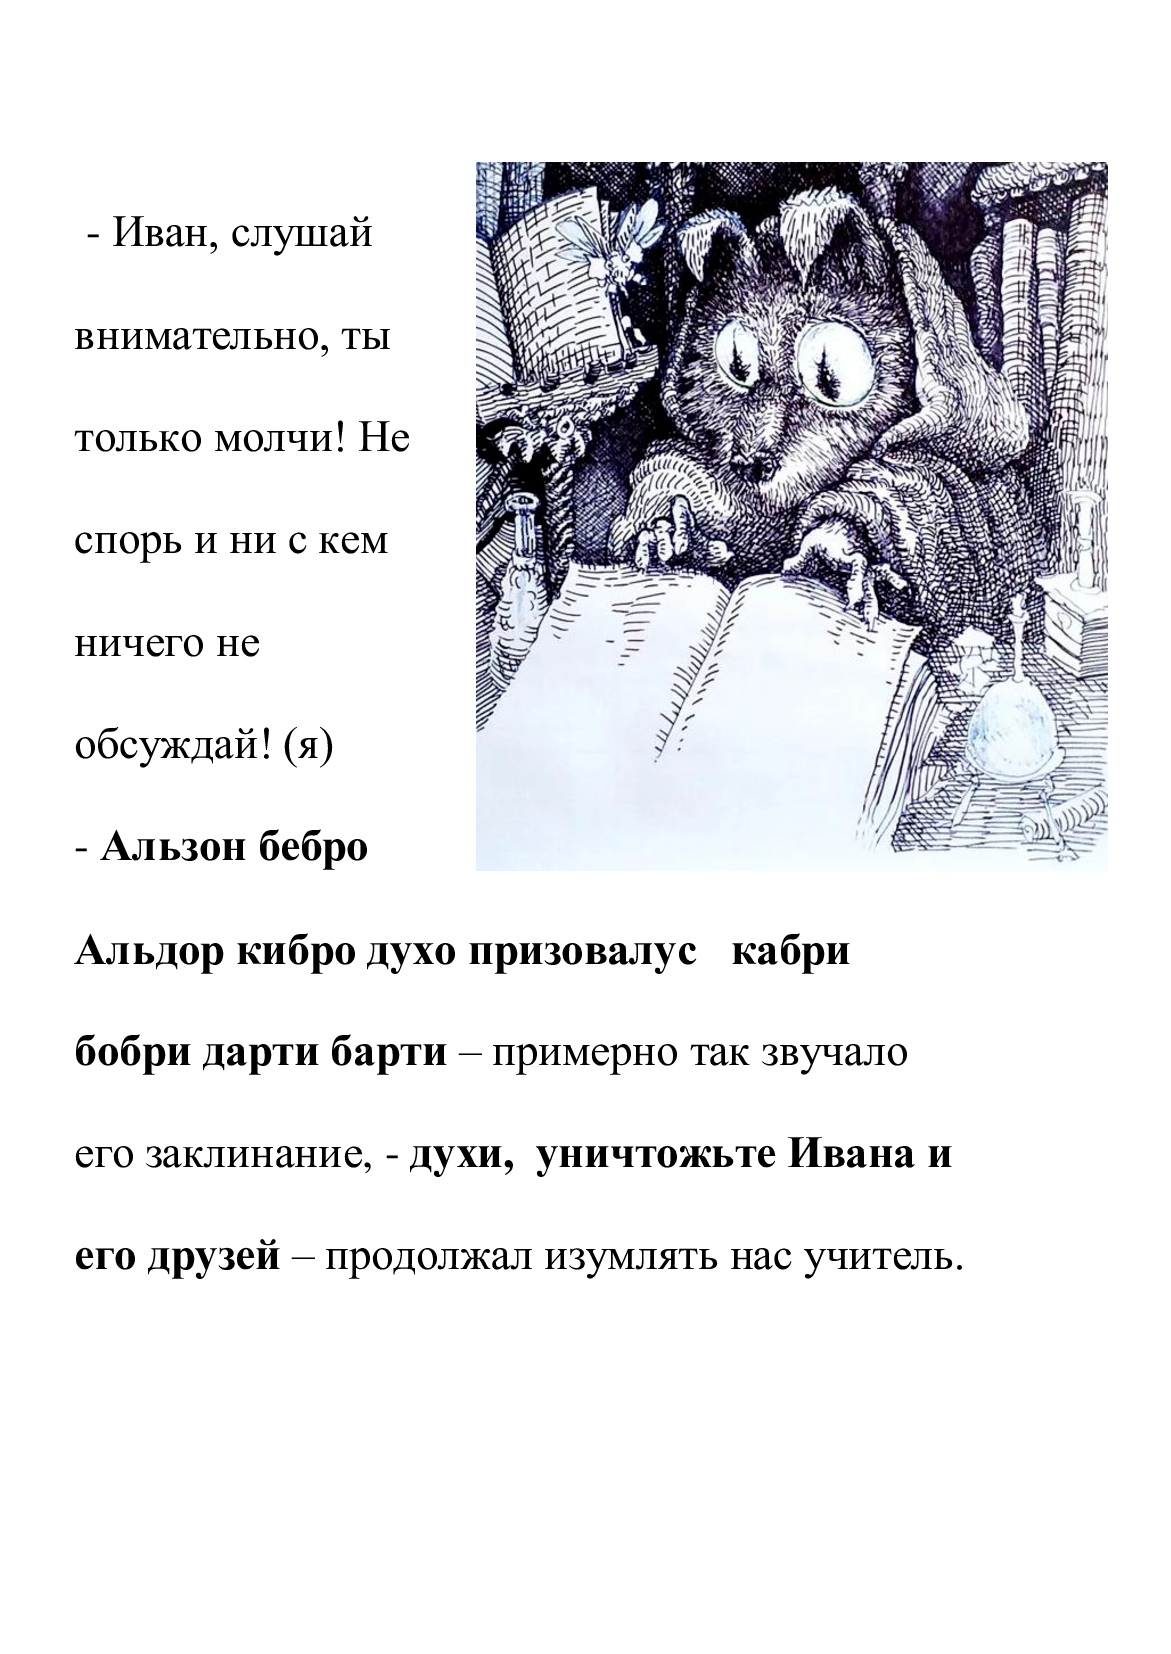 - Иван, слушай
внимательно, ты
только молчи! Не
спорь и ни с кем
ничего не
обсуждай! (я)
- Альзон бебро
Альдор кибро духо призовалус   кабри
бобри дарти барти – примерно так звучало
его заклинание, - духи,  уничтожьте Ивана и
его друзей – продолжал изумлять нас учитель.